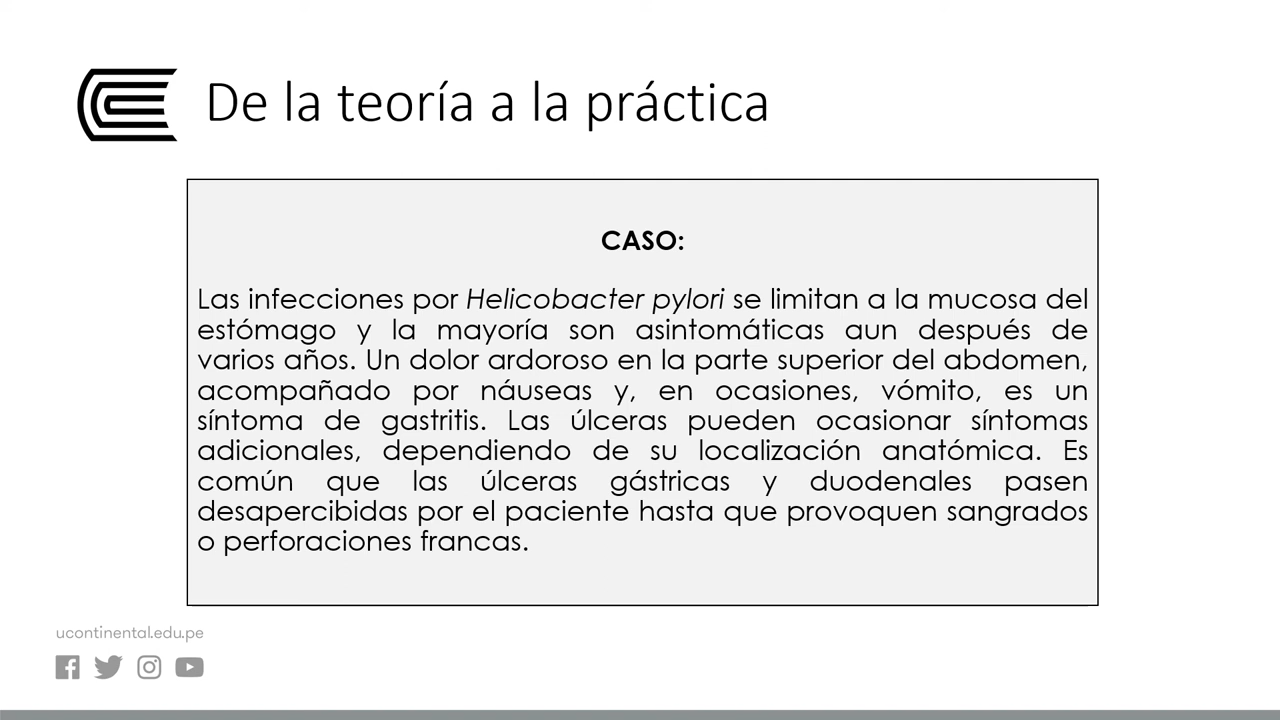 De la teoría a la práctica
CASO:
Las infecciones por Helicobacter pylori se limitan a la mucosa del
estómago y la mayoría son asintomáticas aun después de
varios años. Un dolor ardoroso en la parte superior del abdomen,
acompañado por náuseas y, en ocasiones, vómito, es un
síntoma de gastritis. Las úlceras pueden ocasionar síntomas
adicionales, dependiendo de su localización anatómica. Es
común que las úlceras gástricas y duodenales pasen
desapercibidas por el paciente hasta que provoquen sangrados
o perforaciones francas.
ucontinental.edu.pe